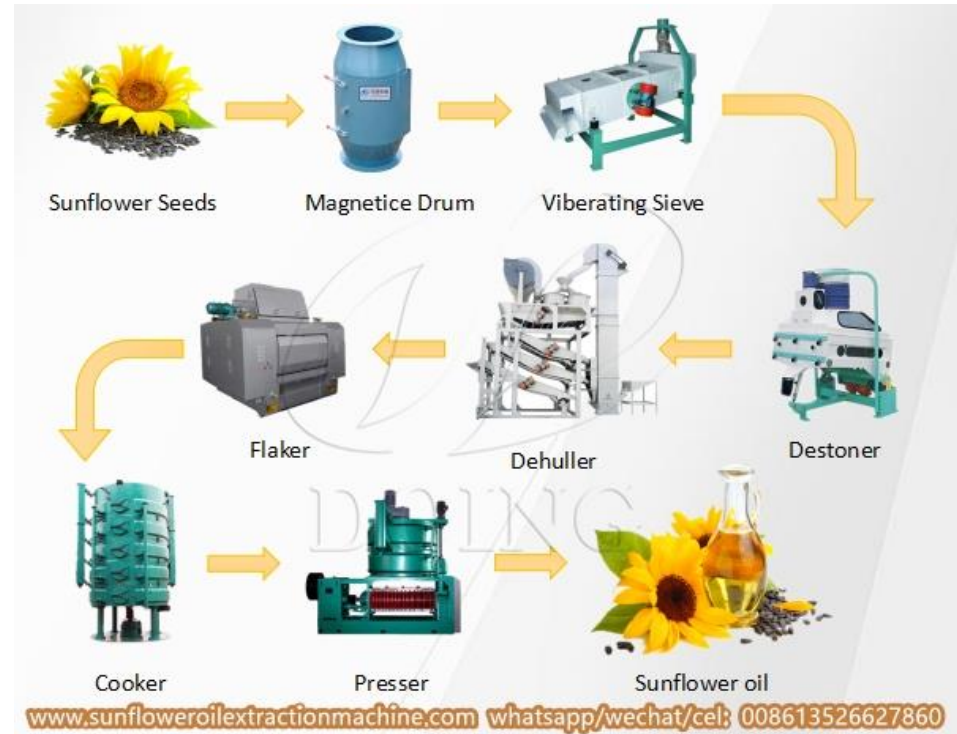 Sunflower Seeds
Magnetice Drum
Viberating Sieve
Flaker
Dehuller
Destoner
DOING
Cooker
Presser
Sunflower oil
www.sunfloweroilextractionmachine.com whatsapp/wechat/cel: 008613526627860